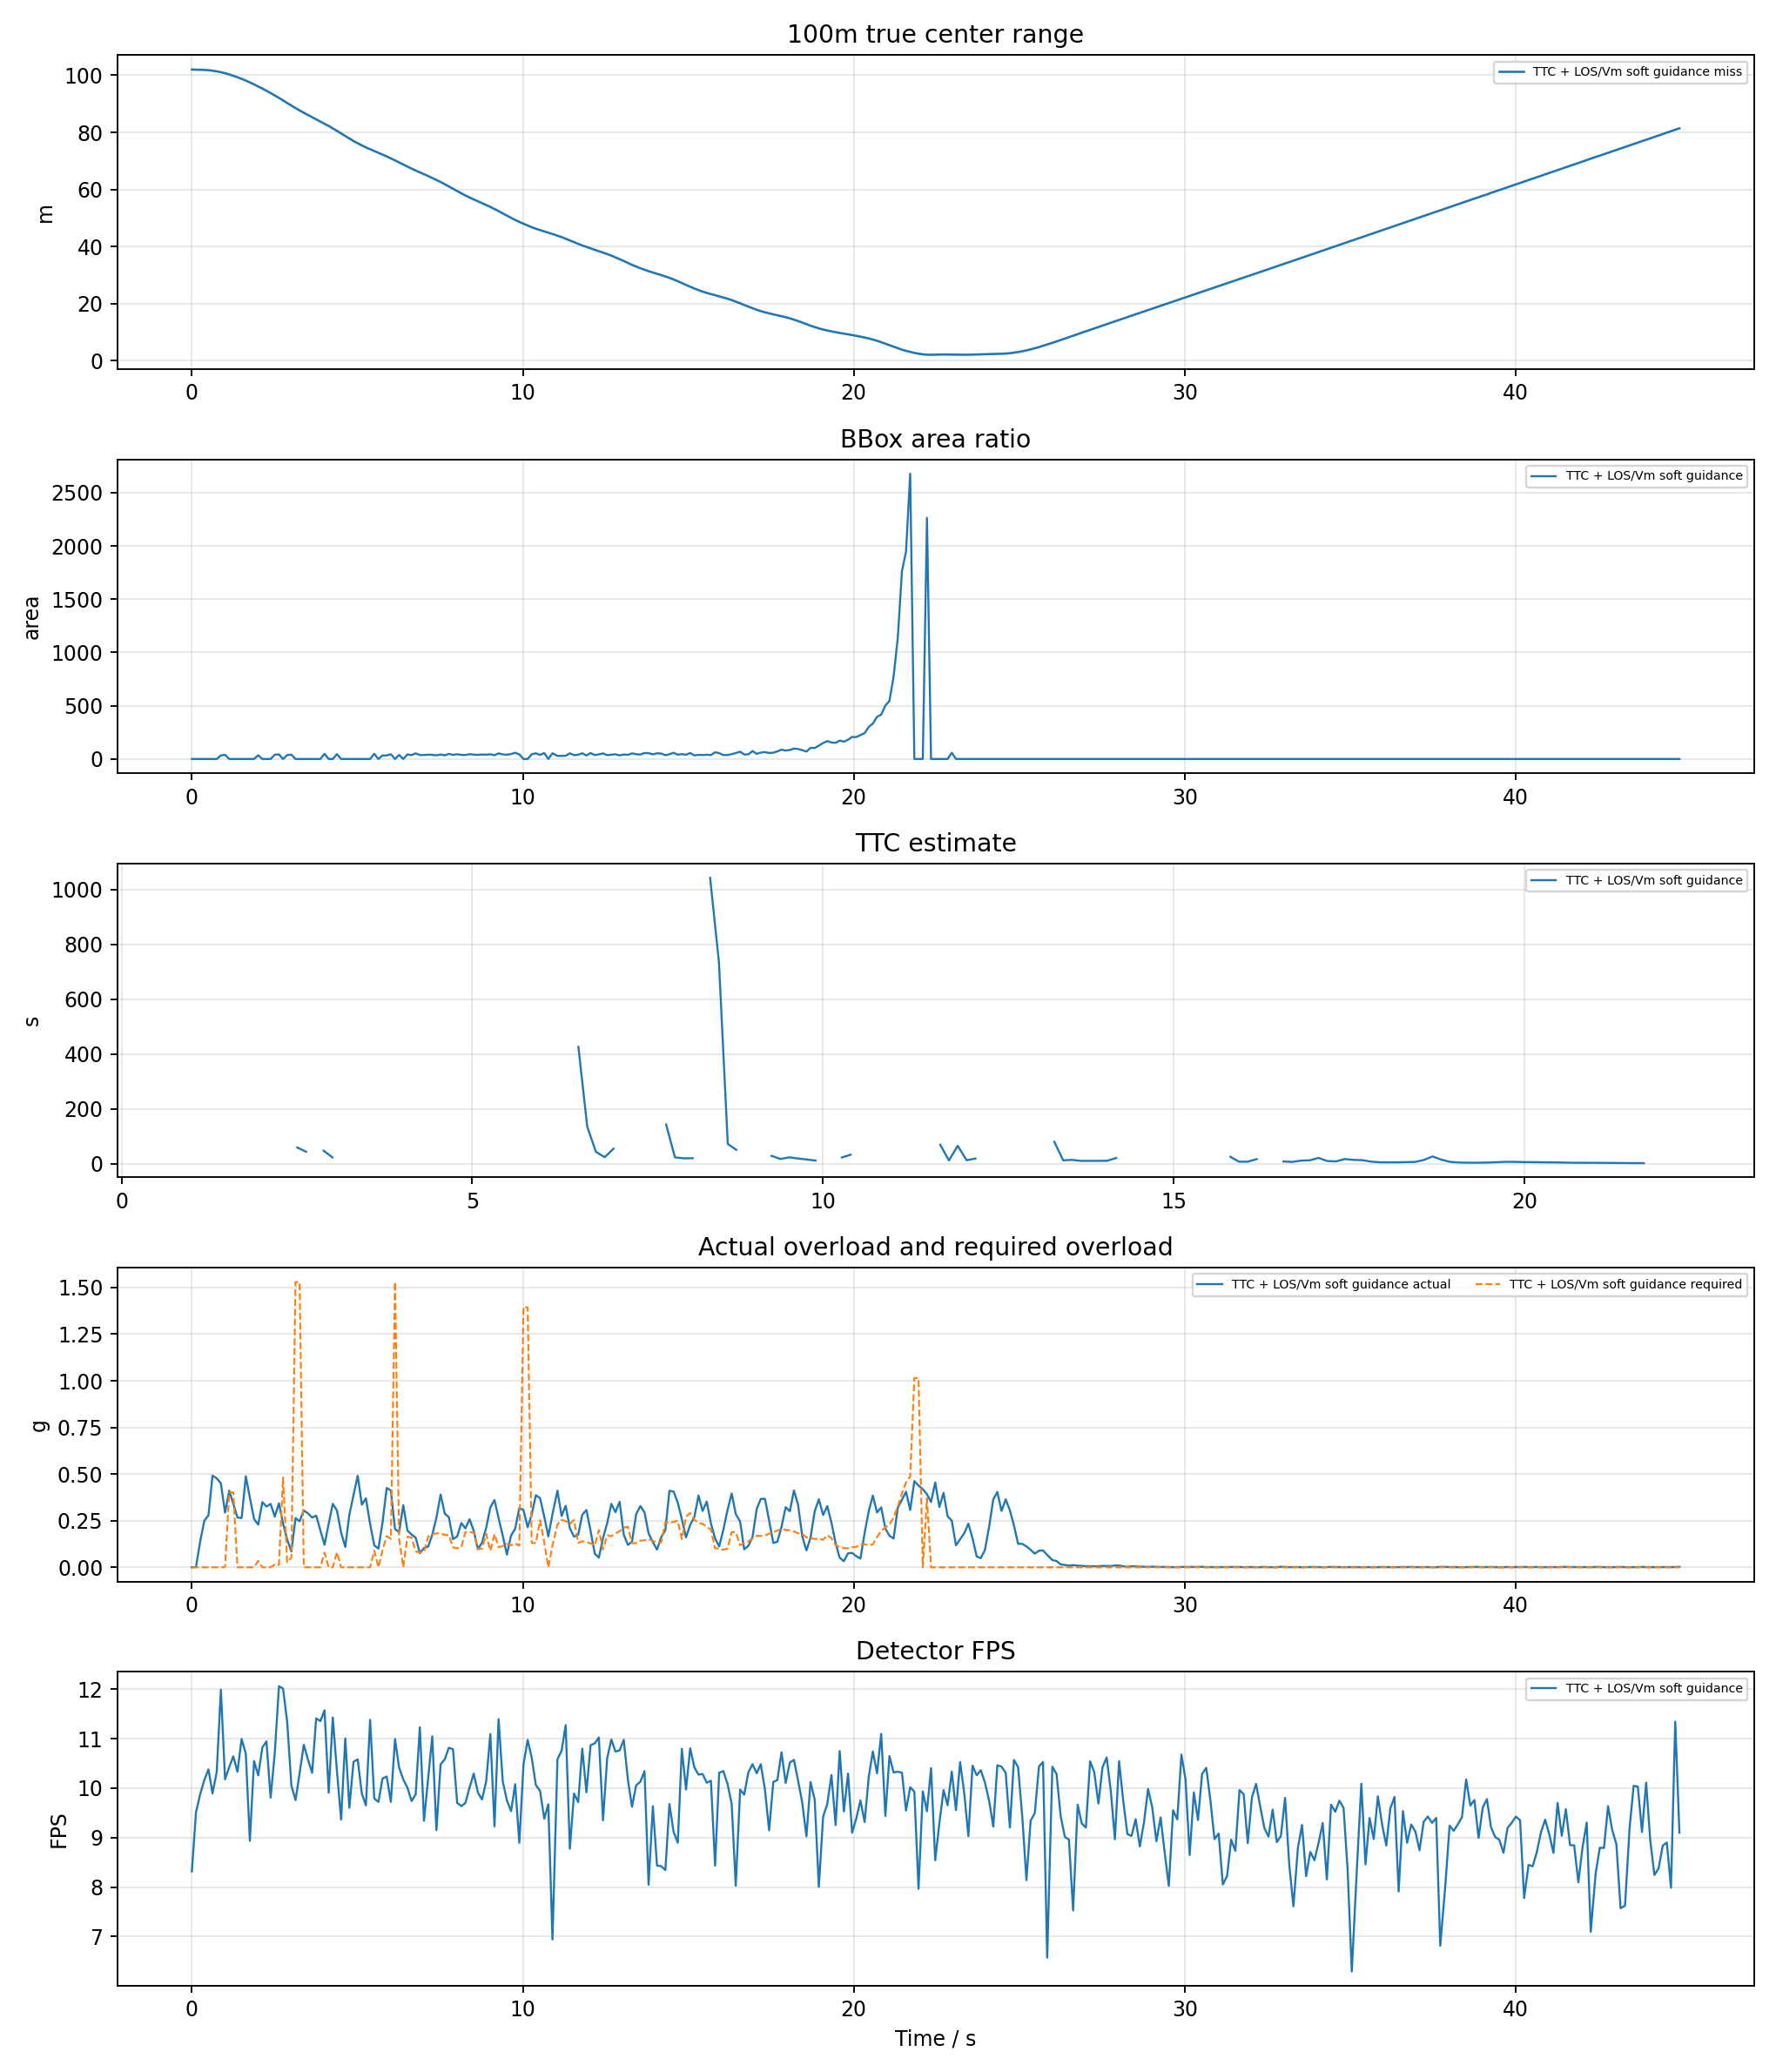 100m true center range
TTC + LOS/Vm soft guidance miss
100
80
60
40
20
0
m
0 10 20 30 40
BBox area ratio
TTC + LOS/Vm soft guidance
2500
2000
1500
1000
500
0
area
0 10 20 30 40
TTC estimate
TTC + LOS/Vm soft guidance
1000
800
600
400
200
0
s
0 5 10 15 20
Actual overload and required overload
TTC + LOS/Vm soft guidance actual TTC + LOS/Vm soft guidance required
1.50
1.25
1.00
0.75
0.50
0.25
0.00
g
0 10 20 30 40
Detector FPS
TTC + LOS/Vm soft guidance
12
11
10
9
8
7
FPS
0 10 20 30 40
Time / s